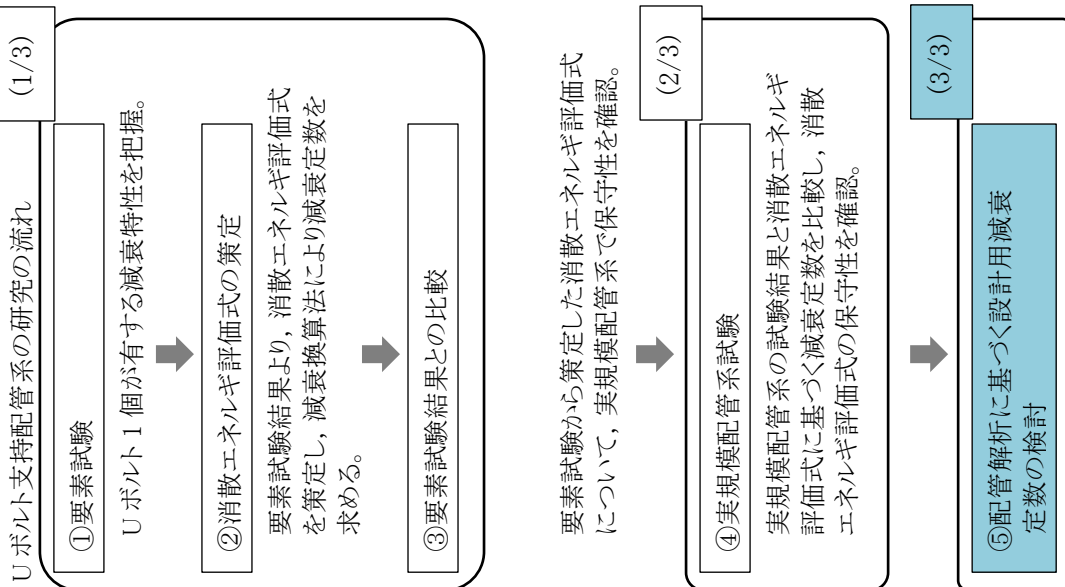 Uボルト支持配管系の研究の流れ
(1/3)
①要素試験
Uボルト1個が有する減衰特性を把握。
②消散エネルギ評価式の策定
要素試験結果より,消散エネルギ評価式
を策定し,減衰換算法により減衰定数を
求める。
③要素試験結果との比較
要素試験から策定した消散エネルギ評価式
について,実規模配管系で保守性を確認。
(2/3)
④実規模配管系試験
実規模配管系の試験結果と消散エネルギ
評価式に基づく減衰定数を比較し,消散
エネルギ評価式の保守性を確認。
(3/3)
⑤配管解析に基づく設計用減衰
定数の検討